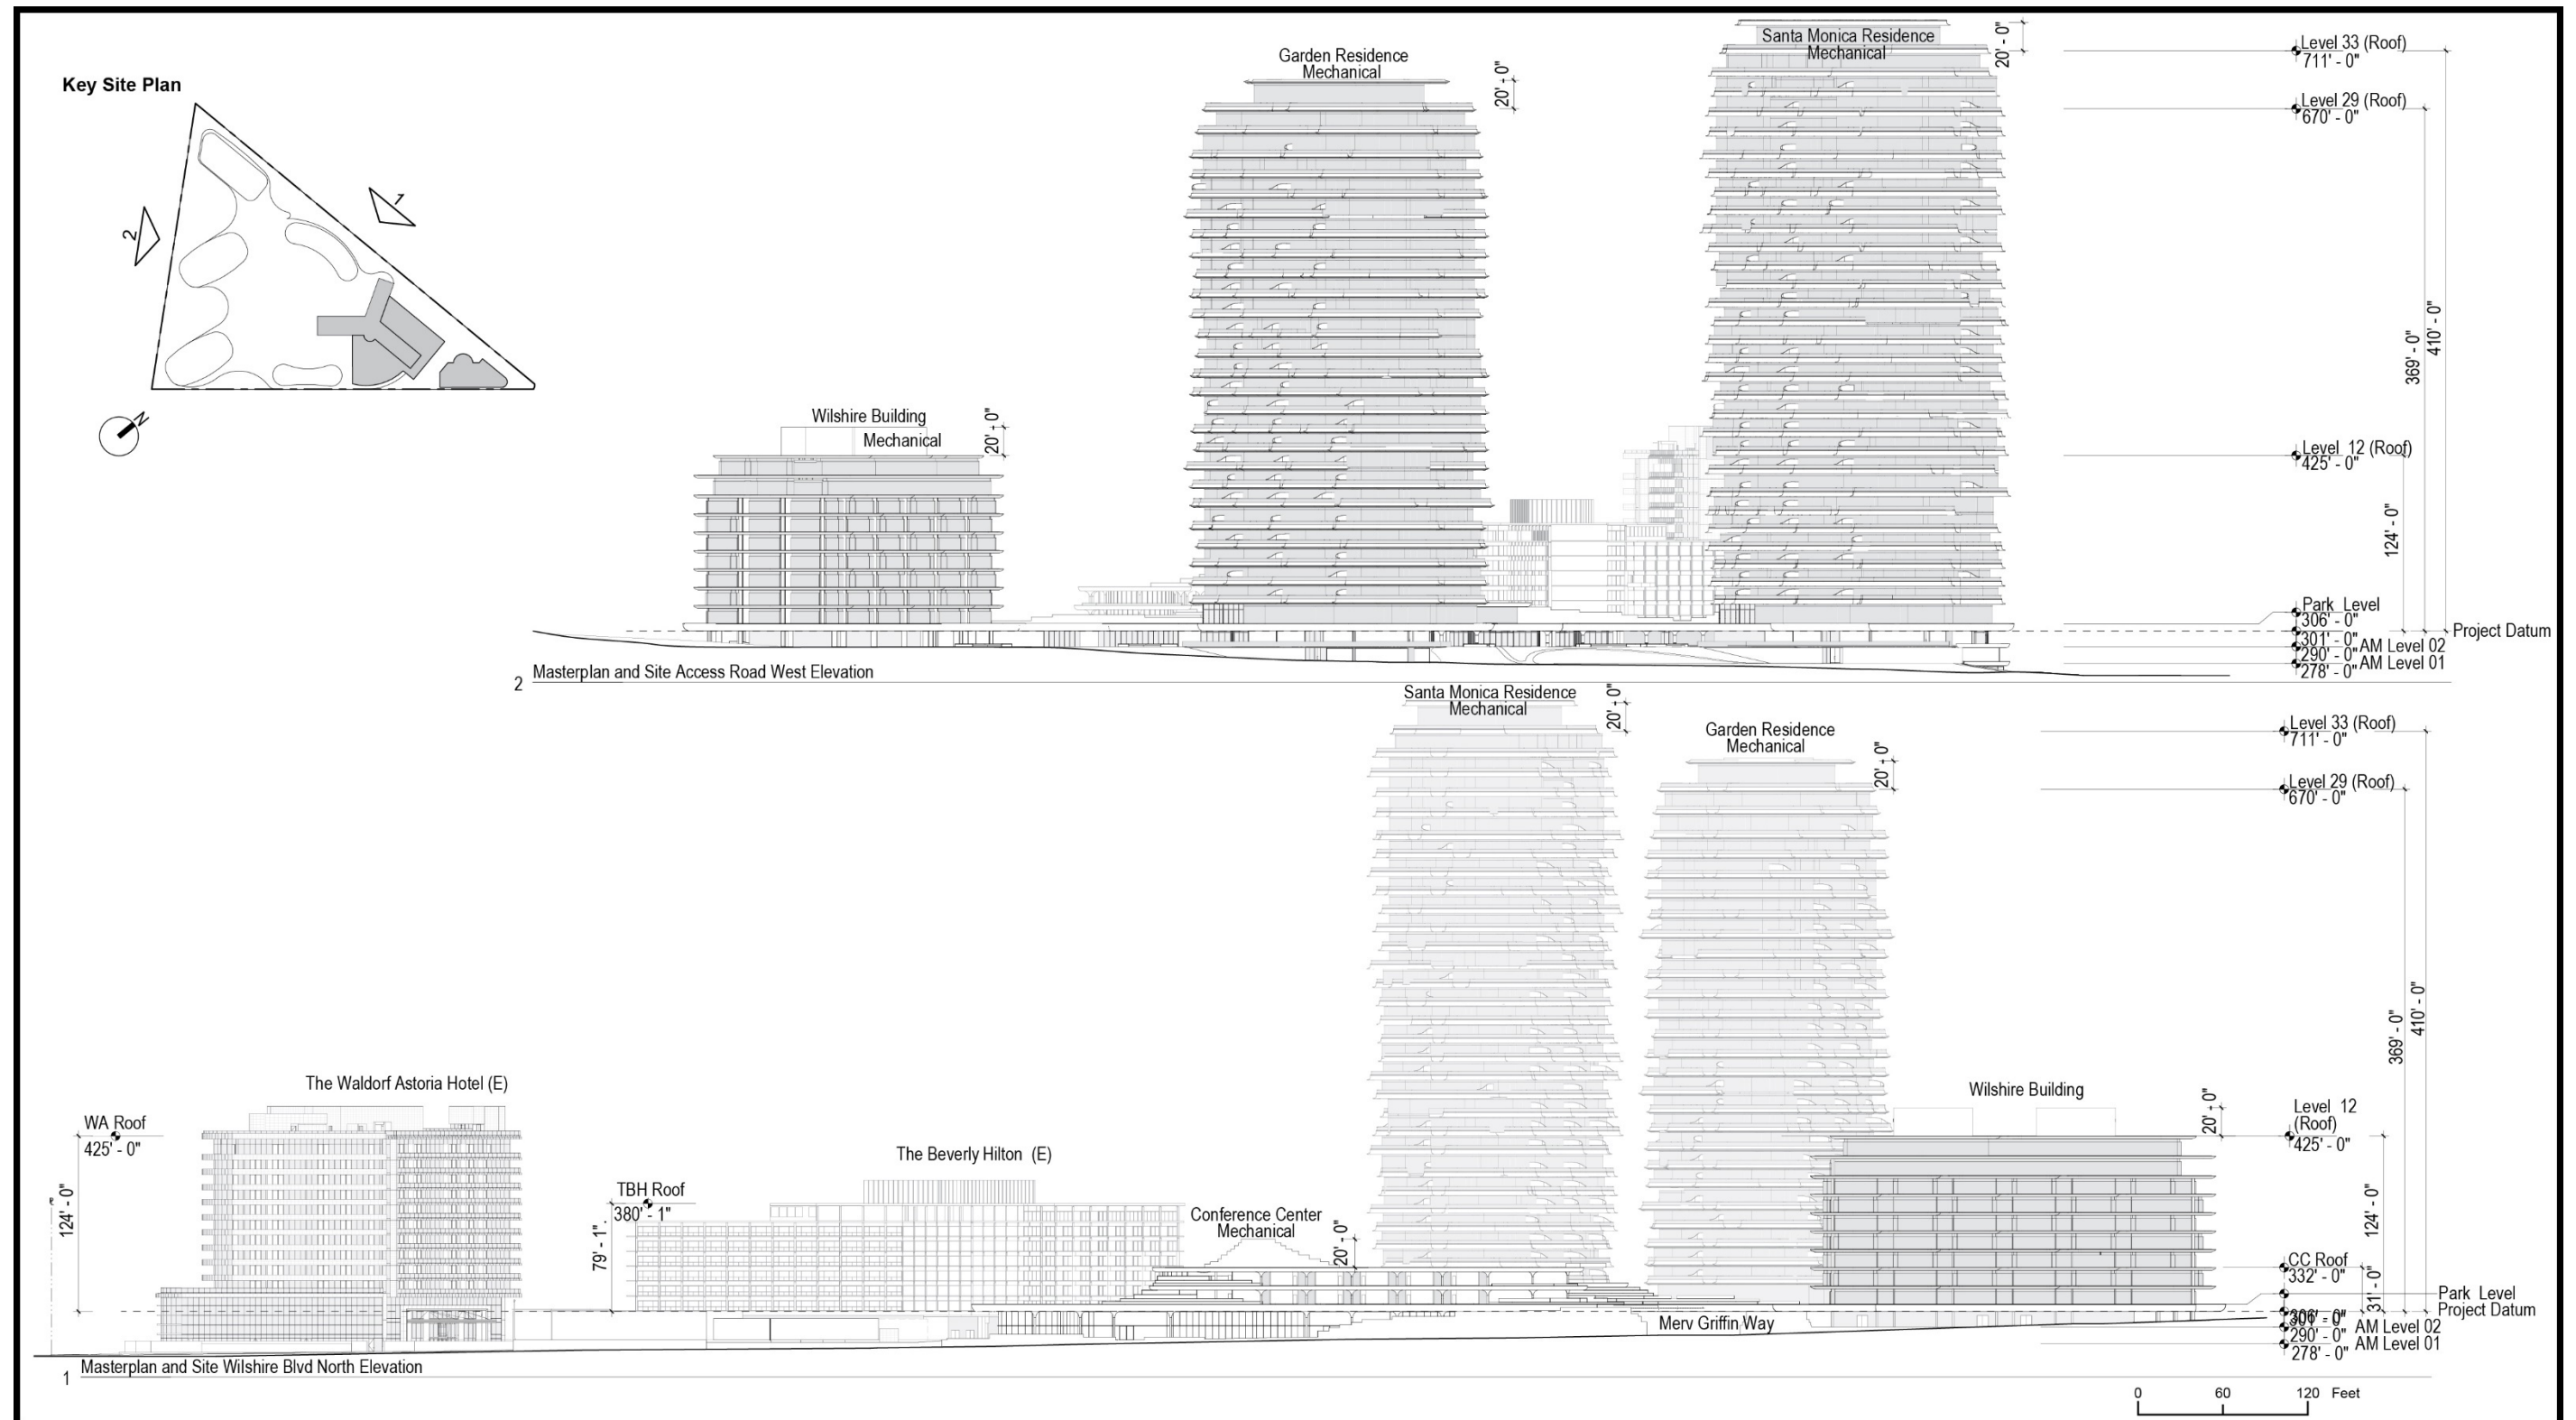 Key Site Plan
1
2
N
Garden Residence
Mechanical
20' - 0"
Santa Monica Residence
Mechanical
20' - 0"
Wilshire Building
Mechanical
20' - 0"
Level 33 (Roof)
711' - 0"
Level 29 (Roof)
670' - 0"
410' - 0"
369' - 0"
Level 12 (Roof)
425' - 0"
124' - 0"
Park Level
306' - 0"
Project Datum
301' - 0"
AM Level 02
290' - 0"
AM Level 01
278' - 0"
2 Masterplan and Site Access Road West Elevation
Santa Monica Residence
Mechanical
20' - 0"
Garden Residence
Mechanical
20' - 0"
Level 33 (Roof)
711' - 0"
Level 29 (Roof)
670' - 0"
410' - 0"
369' - 0"
The Waldorf Astoria Hotel (E)
WA Roof
425' - 0"
124' - 0"
The Beverly Hilton (E)
TBH Roof
380' - 1"
79' - 1"
Conference Center
Mechanical
20' - 0"
Wilshire Building
20' - 0"
Level 12
(Roof)
425' - 0"
124' - 0"
CC Roof
332' - 0"
31' - 0"
Park Level
Project Datum
AM Level 02
290' - 0"
AM Level 01
278' - 0"
Merv Griffin Way
1 Masterplan and Site Wilshire Blvd North Elevation
0 60 120 Feet